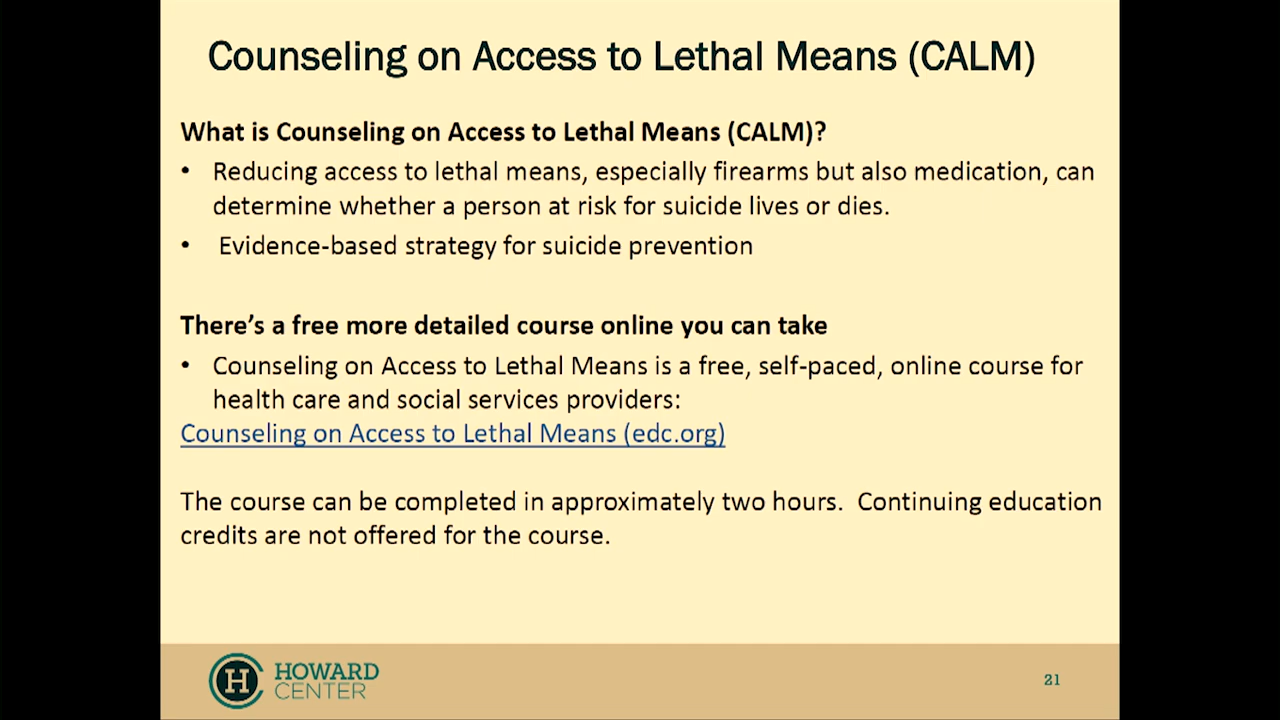 Counseling on Access to Lethal Means (CALM)
What is Counseling on Access to Lethal Means (CALM)?
• Reducing access to lethal means, especially firearms but also medication, can
determine whether a person at risk for suicide lives or dies.
• Evidence-based strategy for suicide prevention
There's a free more detailed course online you can take
• Counseling on Access to Lethal Means is a free, self-paced, online course for
health care and social services providers:
Counseling on Access to Lethal Means (edc.org)
The course can be completed in approximately two hours.  Continuing education
credits are not offered for the course.
H HOWARD
CENTER
21